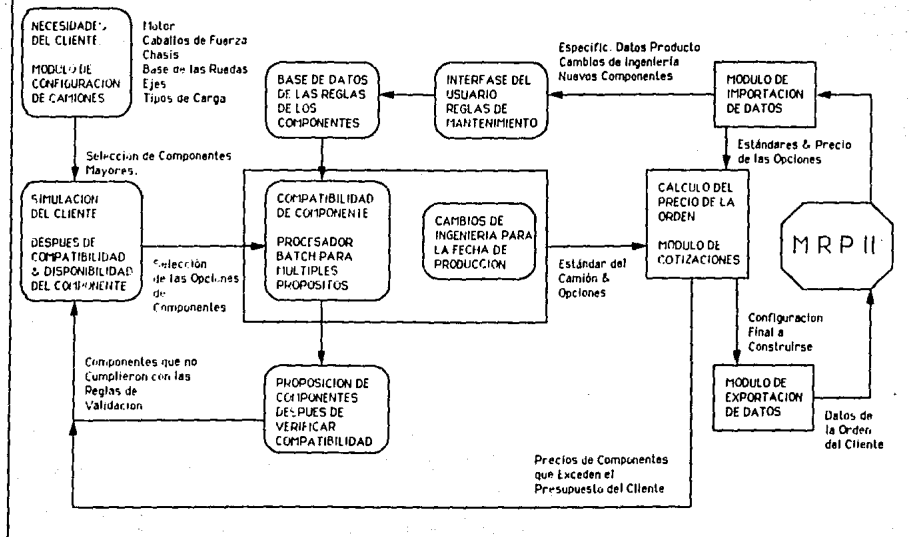 NECESIDADES
DEL CLIENTE.
MODULO DE
CONFIGURACION
DE CAMIONES
Motor
Caballos de Fuerza
Chasis
Base de las Ruedas
Ejes
Tipos de Carga
BASE DE DATOS
DE LAS REGLAS
DE LOS
COMPONENTES
INTERFASE DEL
USUARIO
REGLAS DE
MANTENIMIENTO
Especific. Datos Producto
Cambios de Ingeniería
Nuevos Componentes
MODULO DE
IMPORTACION
DE DATOS
Selección de Componentes
Mayores.
Estándares & Precio
de las Opciones
SIMULACION
DEL CLIENTE
DESPUES DE
COMPATIBILIDAD
& DISPONIBILIDAD
DEL COMPONENTE
Selección
de las Opciones
de
Componentes
COMPATIBILIDAD
DE COMPONENTE
PROCESADOR
BATCH PARA
MULTIPLES
PROPOSITOS
CAMBIOS DE
INGENIERIA PARA
LA FECHA DE
PRODUCCION
Estándar del
Camión &
Opciones
CALCULO DEL
PRECIO DE LA
ORDEN
MODULO DE
COTIZACIONES
MRP II
Configuracion
Final a
Construirse
Componentes que no
Cumplieron con las
Reglas de
Validacion
PROPOSICION DE
COMPONENTES
DESPUES DE
VERIFICAR
COMPATIBILIDAD
MODULO DE
EXPORTACION
DE DATOS
Datos de
la Orden
del Cliente
Precios de Componentes
que Exceden el
Presupuesto del Cliente